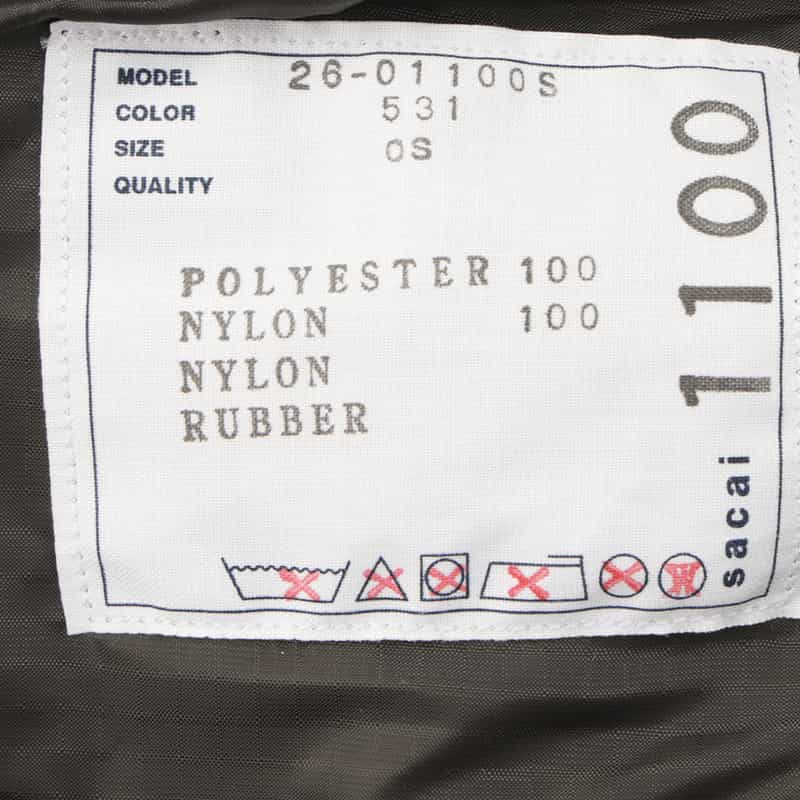 MODEL 26-01100S
COLOR 531
SIZE 0S
QUALITY
POLYESTER 100
NYLON 100
NYLON
RUBBER
1100
sacai
W